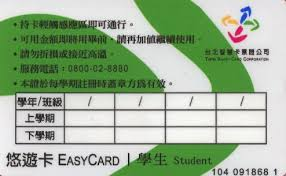 ・持卡輕觸感應區即可通行。
・可用金額即將用畢前,請再加值繼續使用。
・請勿折損或接近高溫。
・服務電話:0800-02-8880
・本證於每學期註冊時蓋章方為有效。
台北智慧卡票證公司
TAIPEI SMART CARD CORPORATION
學年/班級 / / / /
上學期
下學期
悠遊卡 EASYCARD | 學生 Student
104 091868 1